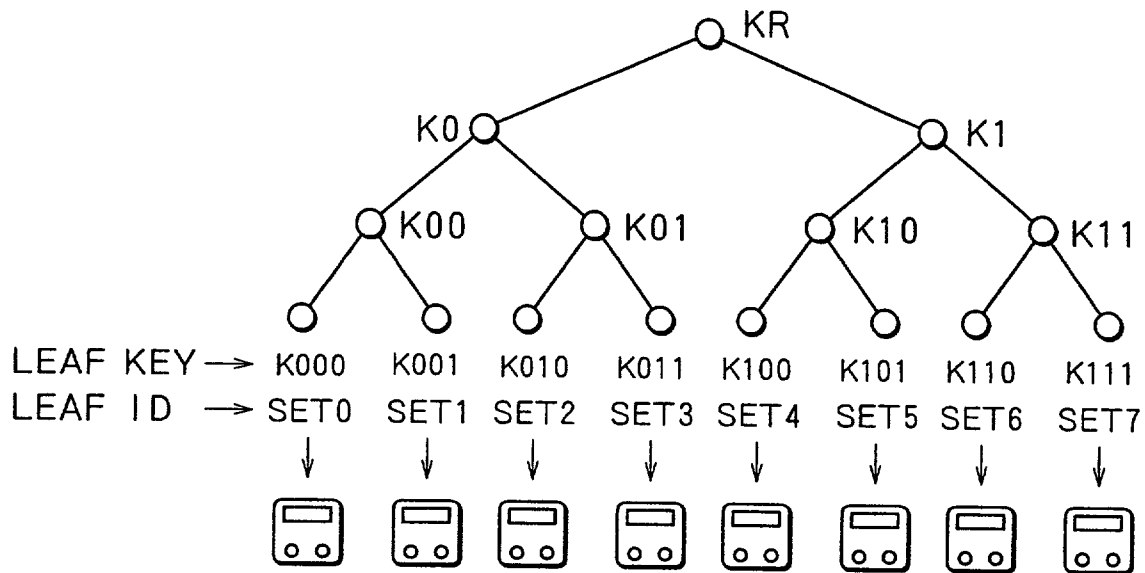 KR
K0 K1
K00 K01 K10 K11
LEAF KEY K000 K001 K010 K011 K100 K101 K110 K111
LEAF ID SET0 SET1 SET2 SET3 SET4 SET5 SET6 SET7